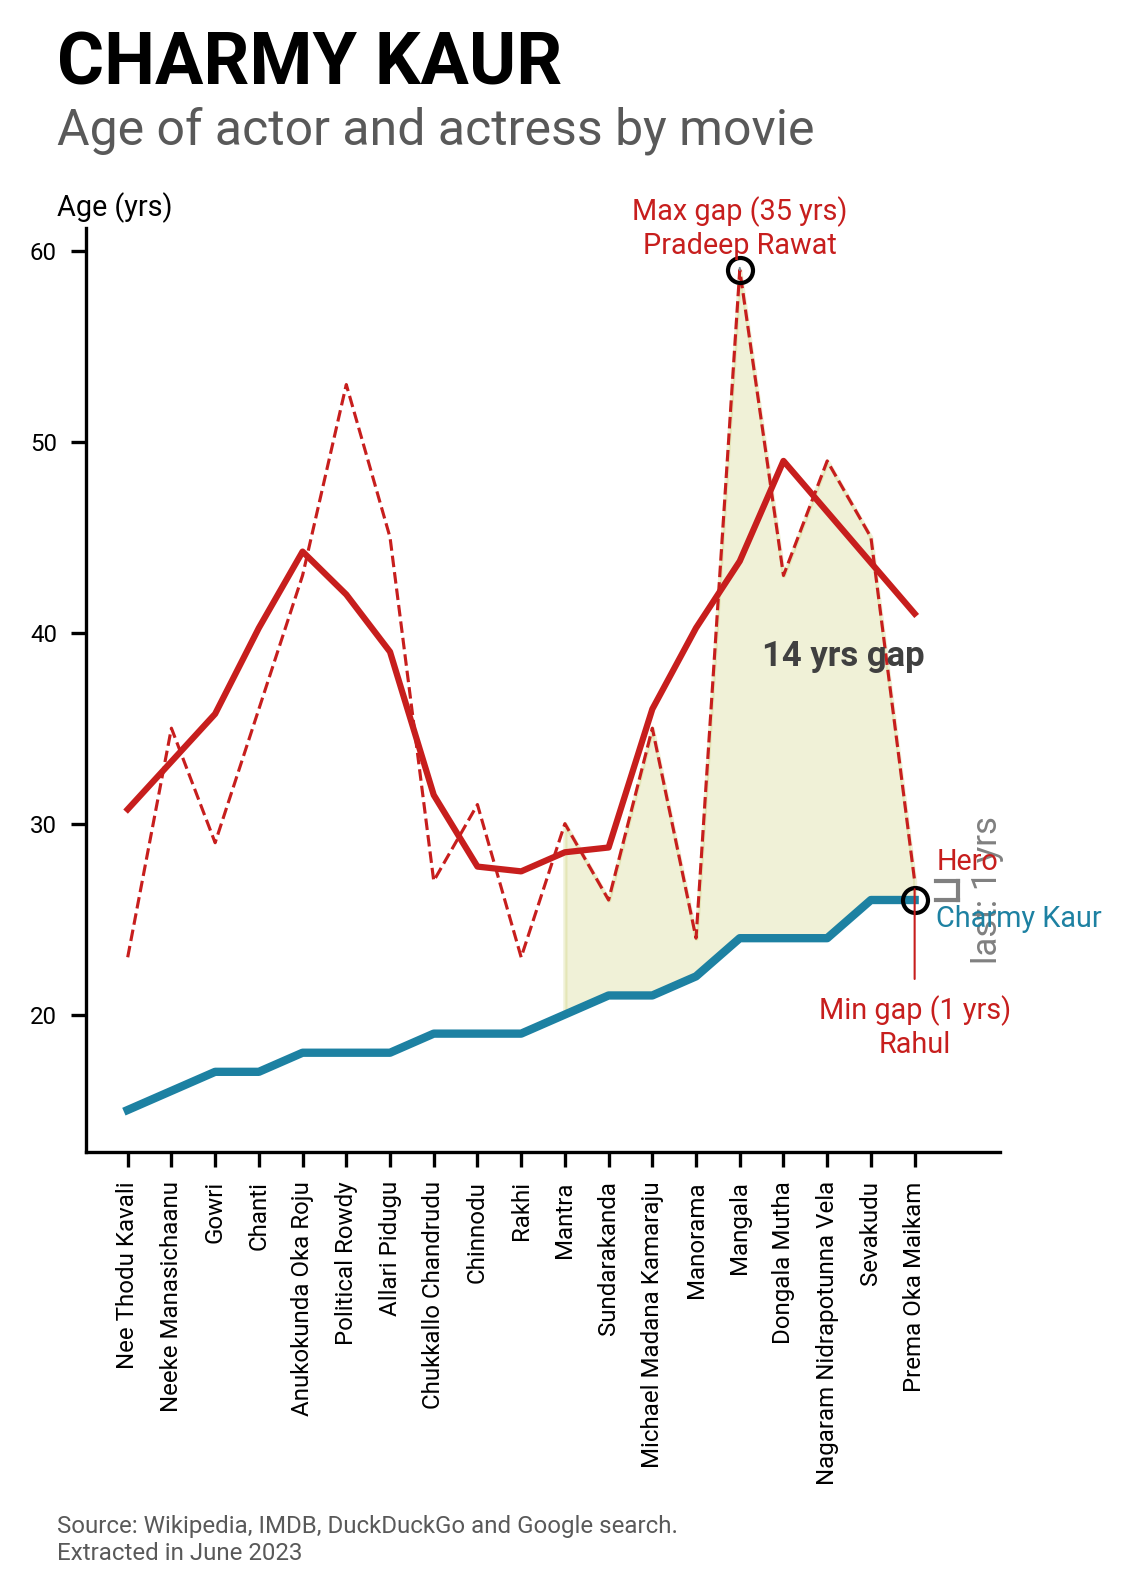 CHARMY KAUR
Age of actor and actress by movie
Age (yrs)
Max gap (35 yrs)
Pradeep Rawat
60
50
40
30
20
14 yrs gap
Hero
last: 1 yrs
Charmy Kaur
Min gap (1 yrs)
Rahul
Nee Thodu Kavali
Neeke Manasichaanu
Gowri
Chanti
Anukokunda Oka Roju
Political Rowdy
Allari Pidugu
Chukkallo Chandrudu
Chinnodu
Rakhi
Mantra
Sundarakanda
Michael Madana Kamaraju
Manorama
Mangala
Dongala Mutha
Nagaram Nidrapotunna Vela
Sevakudu
Prema Oka Maikam
Source: Wikipedia, IMDB, DuckDuckGo and Google search.
Extracted in June 2023